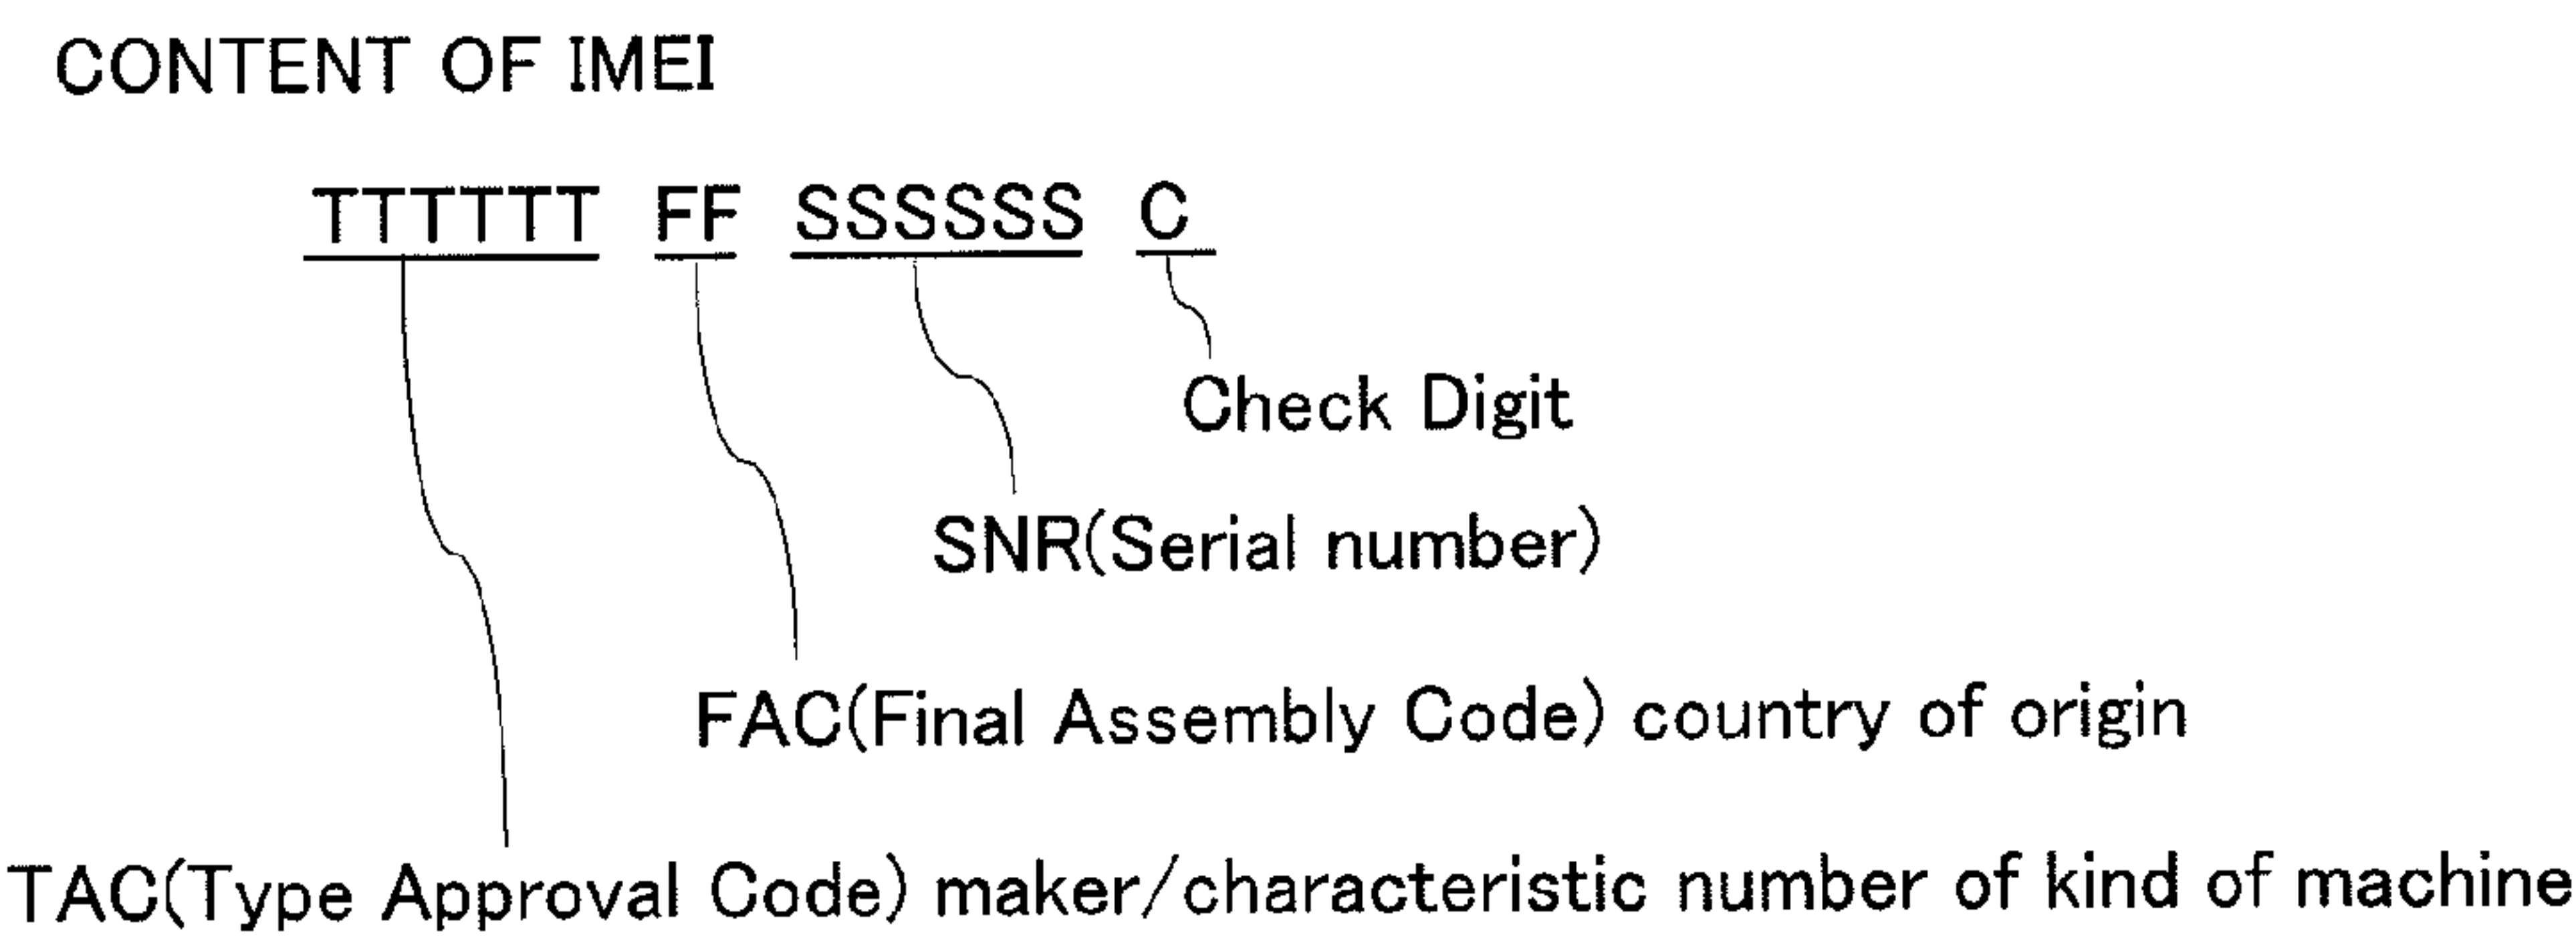 CONTENT OF IMEI
TTTTTT FF SSSSSS C
Check Digit
SNR(Serial number)
FAC(Final Assembly Code) country of origin
TAC(Type Approval Code) maker/characteristic number of kind of machine